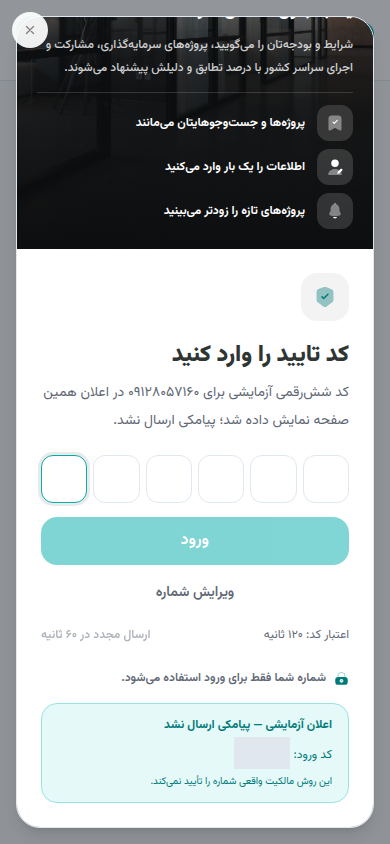 شرایط و بودجه‌تان را می‌گویید، پروژه‌های سرمایه‌گذاری، مشارکت و
اجرای سراسر کشور با درصد تطابق و دلیلش پیشنهاد می‌شوند.
پروژه‌ها و جست‌وجوهایتان می‌مانند
اطلاعات را یک بار وارد می‌کنید
پروژه‌های تازه را زودتر می‌بینید
کد تایید را وارد کنید
کد شش‌رقمی آزمایشی برای ۰۹۱۲۸۰۵۷۱۶۰ در اعلان همین
صفحه نمایش داده شد؛ پیامکی ارسال نشد.
ورود
ویرایش شماره
اعتبار کد: ۱۲۰ ثانیه
ارسال مجدد در ۶۰ ثانیه
شماره شما فقط برای ورود استفاده می‌شود.
اعلان آزمایشی — پیامکی ارسال نشد
کد ورود:
این روش مالکیت واقعی شماره را تأیید نمی‌کند.